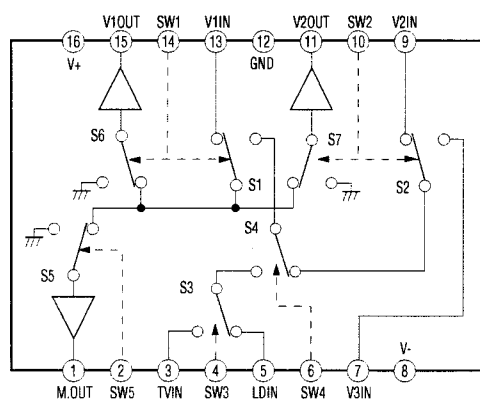 V1OUT SW1 V1IN V2OUT SW2 V2IN
16 15 14 13 12 11 10 9
V+ GND
S6 S7
S1 S2
S4
S5 S3
1 2 3 4 5 6 7 8
V-
M.OUT SW5 TVIN SW3 LDIN SW4 V3IN